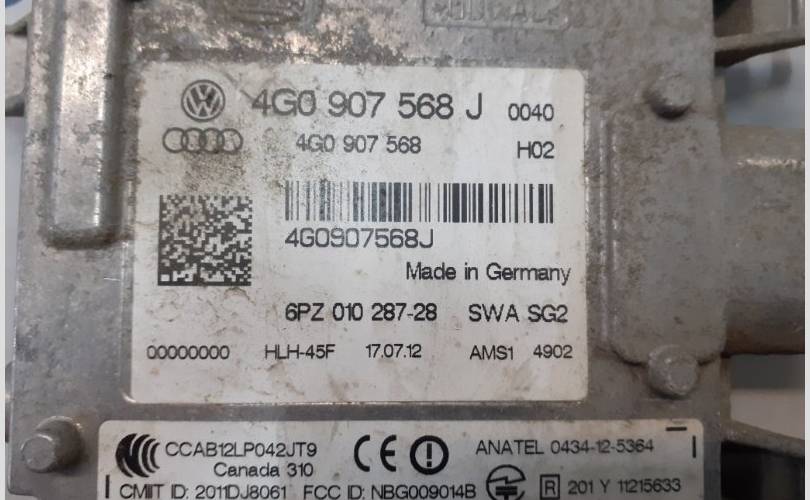 4G0 907 568 J 0040
4G0 907 568 H02
4G0907568J
Made in Germany
6PZ 010 287-28 SWA SG2
00000000 HLH-45F 17.07.12 AMS1 4902
CCAB12LP042JT9 CE ANATEL 0434-12-5364
Canada 310
CMIIT ID: 2011DJ8061 FCC ID: NBG009014B R 201 Y 11215633